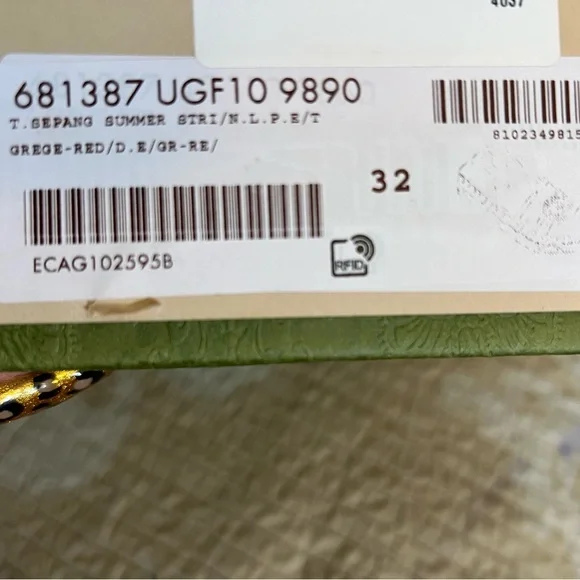 4037
681387 UGF10 9890
T.SEPANG SUMMER STRI/N.L.P.E/T
GREGE-RED/D.E/GR-RE/
8102349815
32
ECAG102595B
RFID